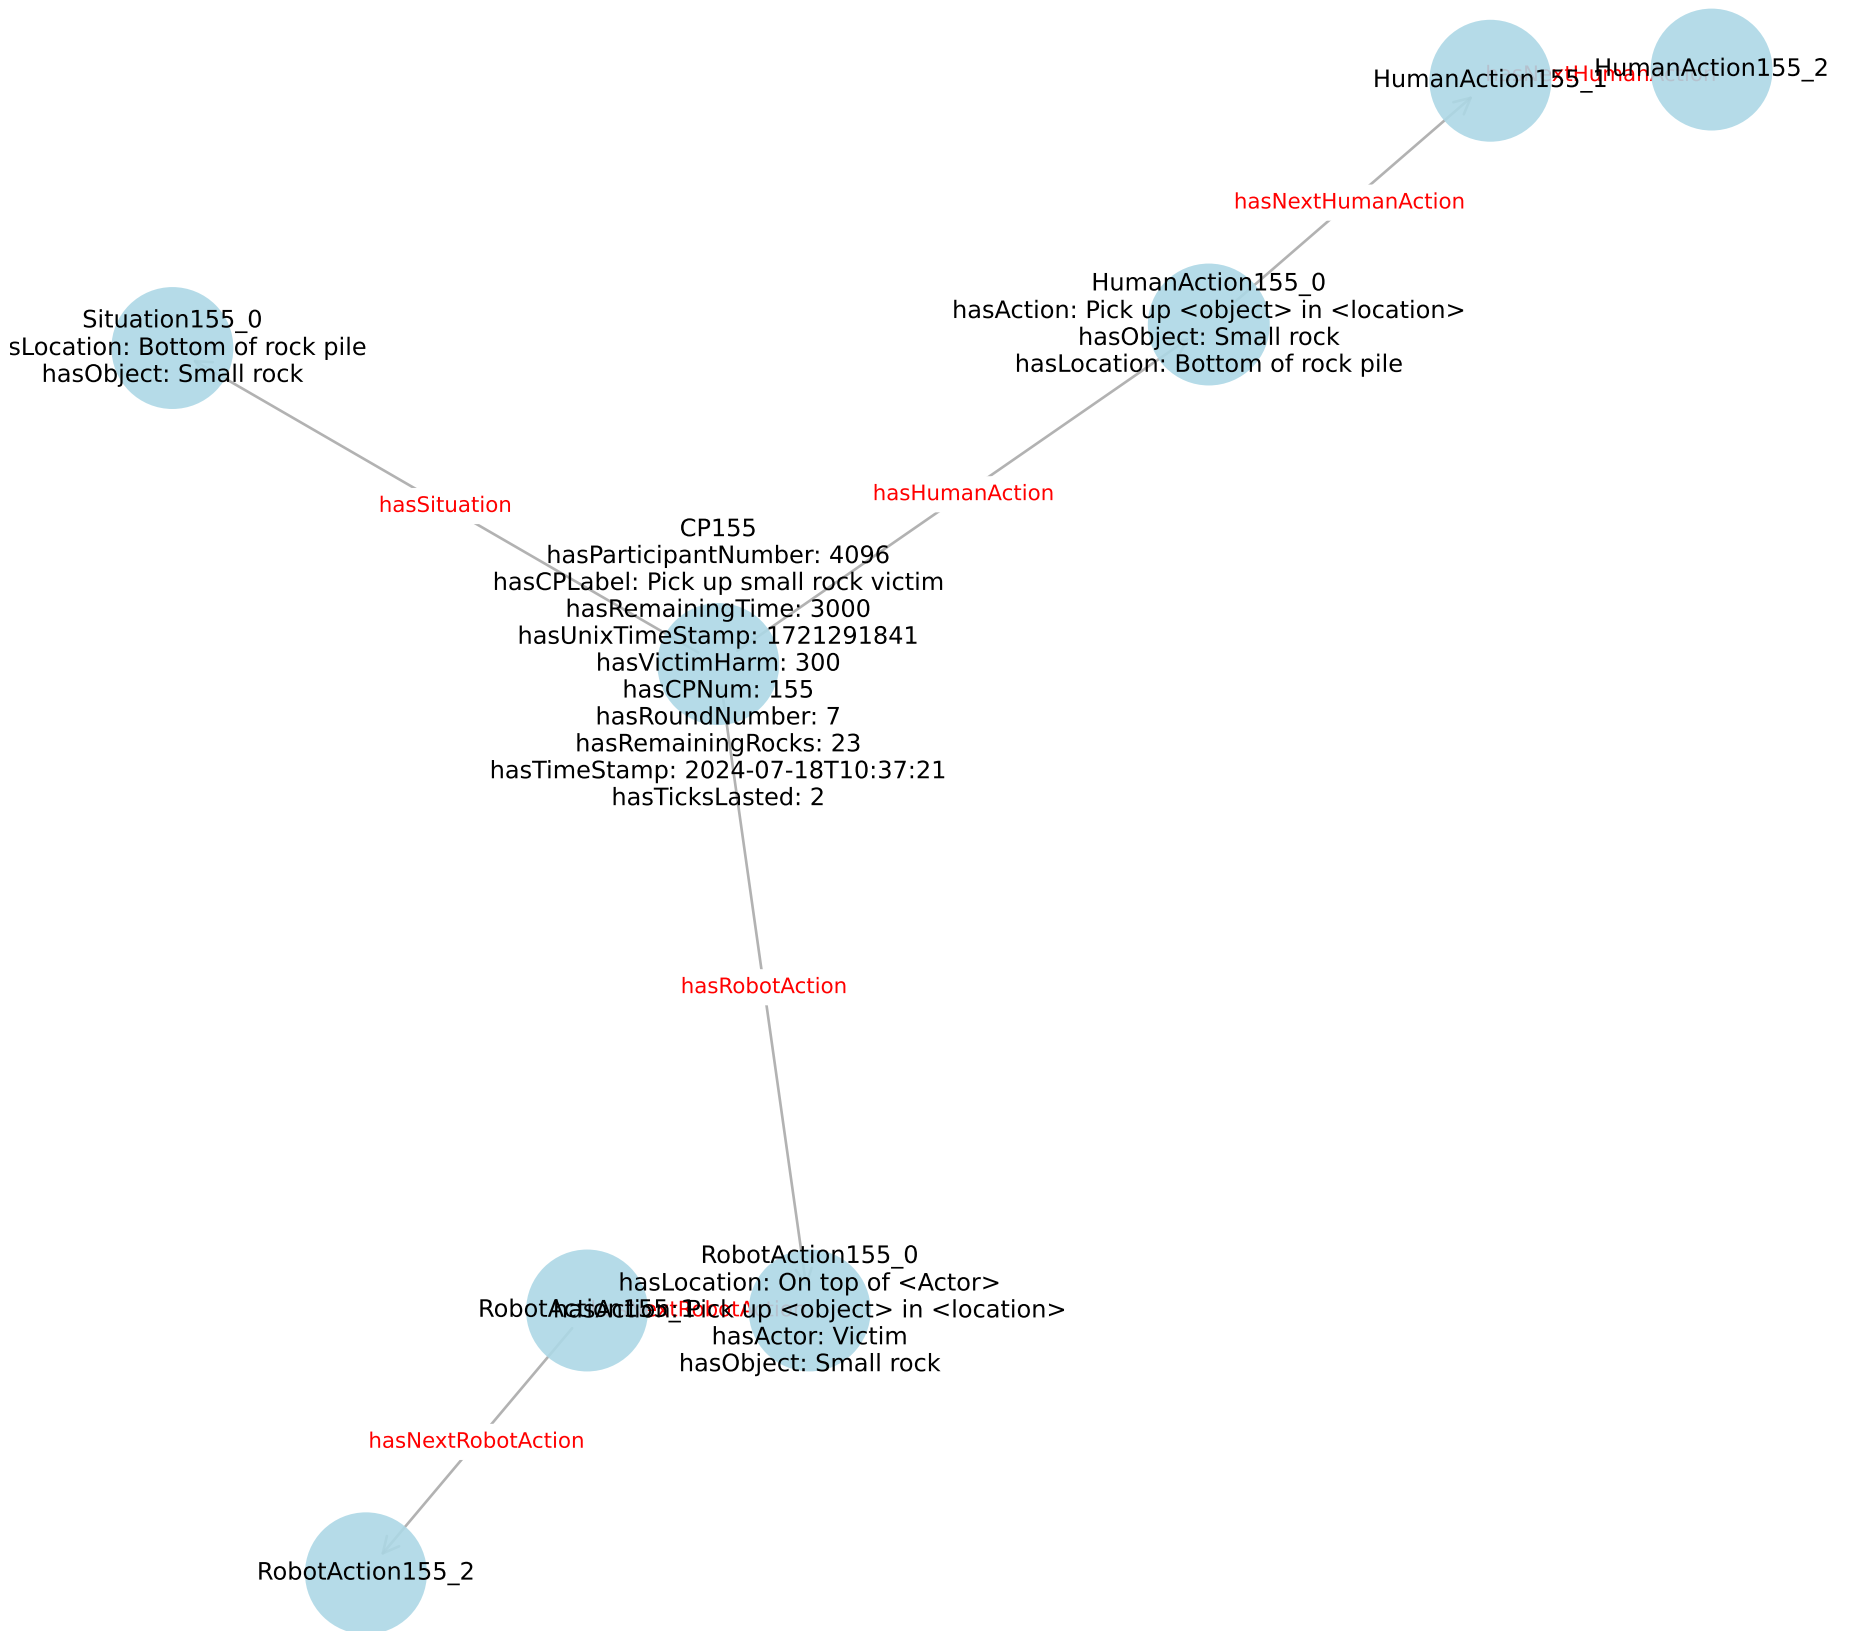 HumanAction155_2
HumanAction155_1
hasNextHumanAction
hasNextHumanAction
HumanAction155_0
hasAction: Pick up <object> in <location>
hasObject: Small rock
hasLocation: Bottom of rock pile
Situation155_0
sLocation: Bottom of rock pile
hasObject: Small rock
hasHumanAction
hasSituation
CP155
hasParticipantNumber: 4096
hasCPLabel: Pick up small rock victim
hasRemainingTime: 3000
hasUnixTimeStamp: 1721291841
hasVictimHarm: 300
hasCPNum: 155
hasRoundNumber: 7
hasRemainingRocks: 23
hasTimeStamp: 2024-07-18T10:37:21
hasTicksLasted: 2
hasRobotAction
RobotAction155_0
hasLocation: On top of <Actor>
RobotAction155_1
hasAction: Pick up <object> in <location>
hasActor: Victim
hasObject: Small rock
hasNextRobotAction
RobotAction155_2